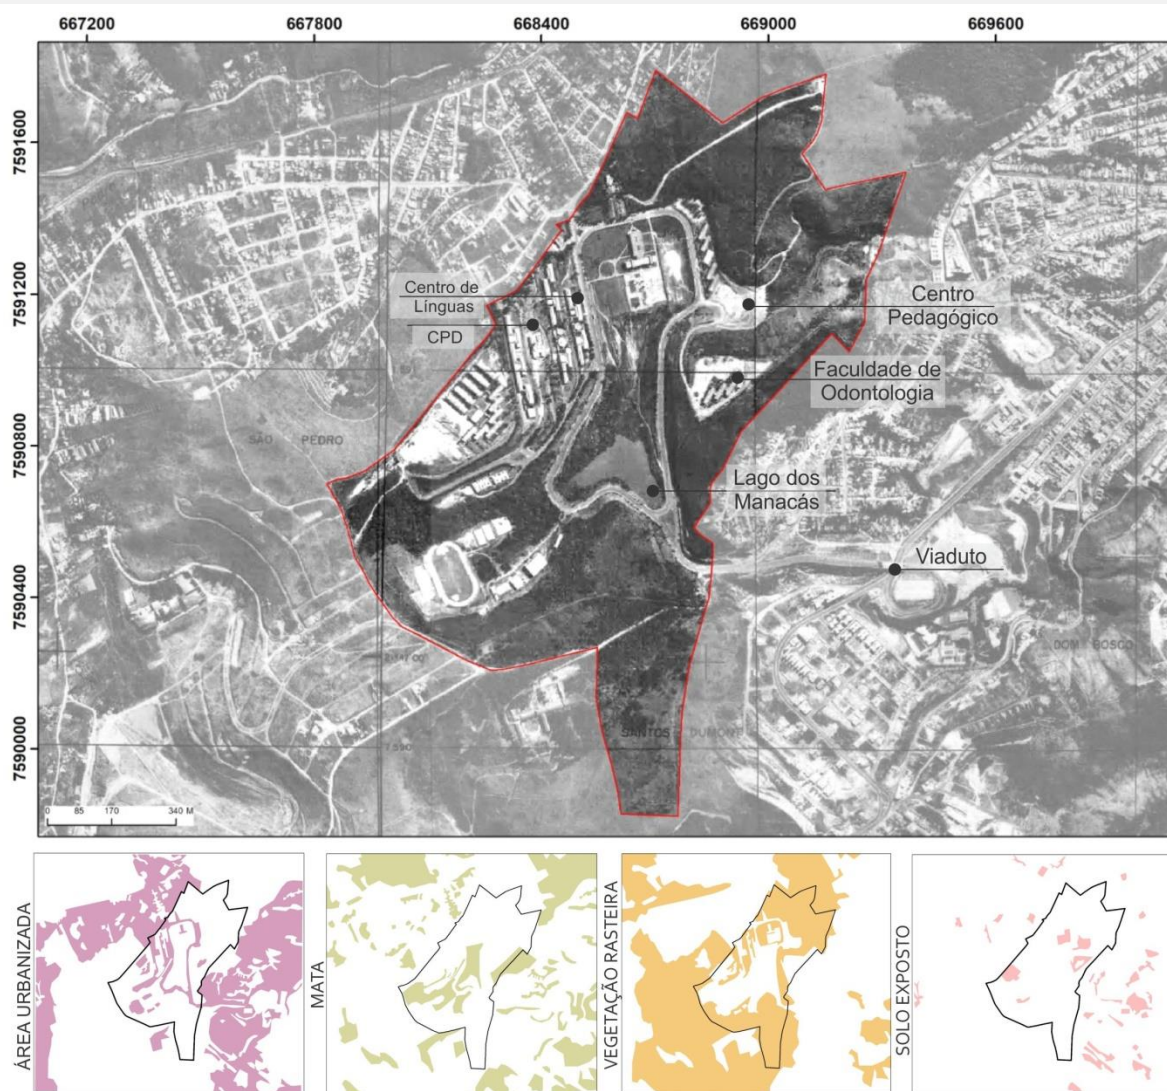 667200 667800 668400 669000 669600
7591600
7591200
7590800
7590400
7590000
Centro de
Línguas
CPD
Centro
Pedagógico
Faculdade de
Odontologia
SÃO PEDRO
Lago dos
Manacás
Viaduto
DOM BOSCO
SANTOS DUMONT
0 85 170 340 M
ÁREA URBANIZADA
MATA
VEGETAÇÃO RASTEIRA
SOLO EXPOSTO